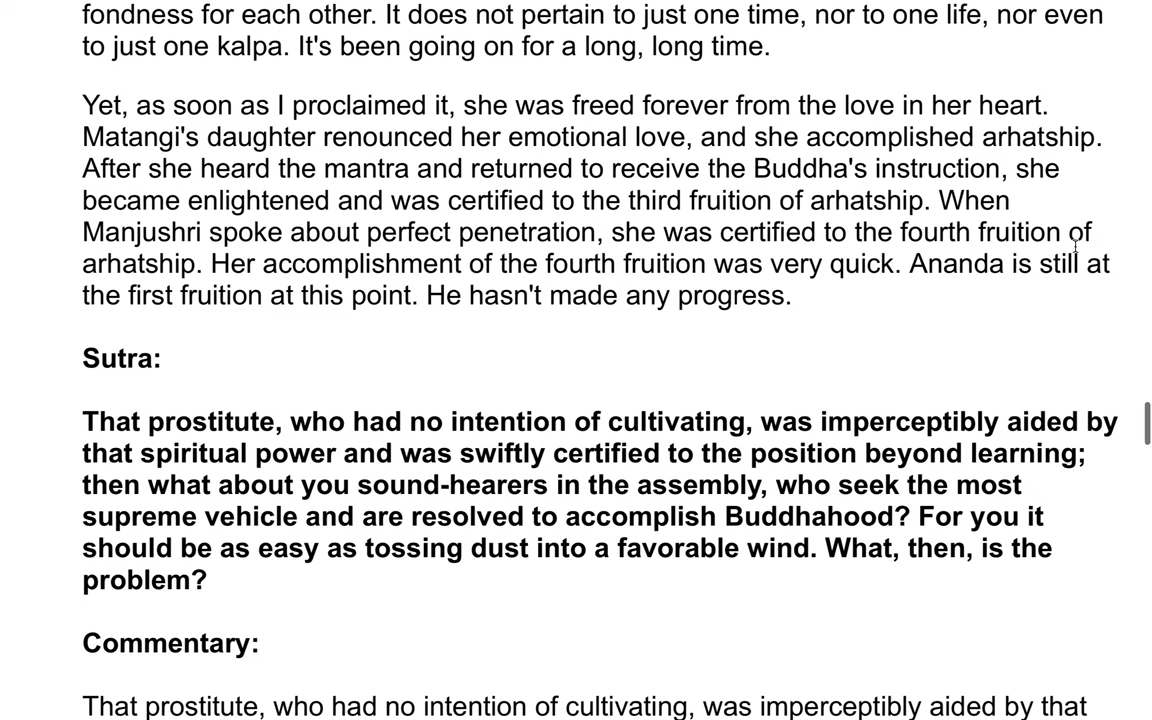 fondness for each other. It does not pertain to just one time, nor to one life, nor even
to just one kalpa. It's been going on for a long, long time.
Yet, as soon as I proclaimed it, she was freed forever from the love in her heart.
Matangi's daughter renounced her emotional love, and she accomplished arhatship.
After she heard the mantra and returned to receive the Buddha's instruction, she
became enlightened and was certified to the third fruition of arhatship. When
Manjushri spoke about perfect penetration, she was certified to the fourth fruition of
arhatship. Her accomplishment of the fourth fruition was very quick. Ananda is still at
the first fruition at this point. He hasn't made any progress.
Sutra:
That prostitute, who had no intention of cultivating, was imperceptibly aided by
that spiritual power and was swiftly certified to the position beyond learning;
then what about you sound-hearers in the assembly, who seek the most
supreme vehicle and are resolved to accomplish Buddhahood? For you it
should be as easy as tossing dust into a favorable wind. What, then, is the
problem?
Commentary:
That prostitute, who had no intention of cultivating, was imperceptibly aided by that